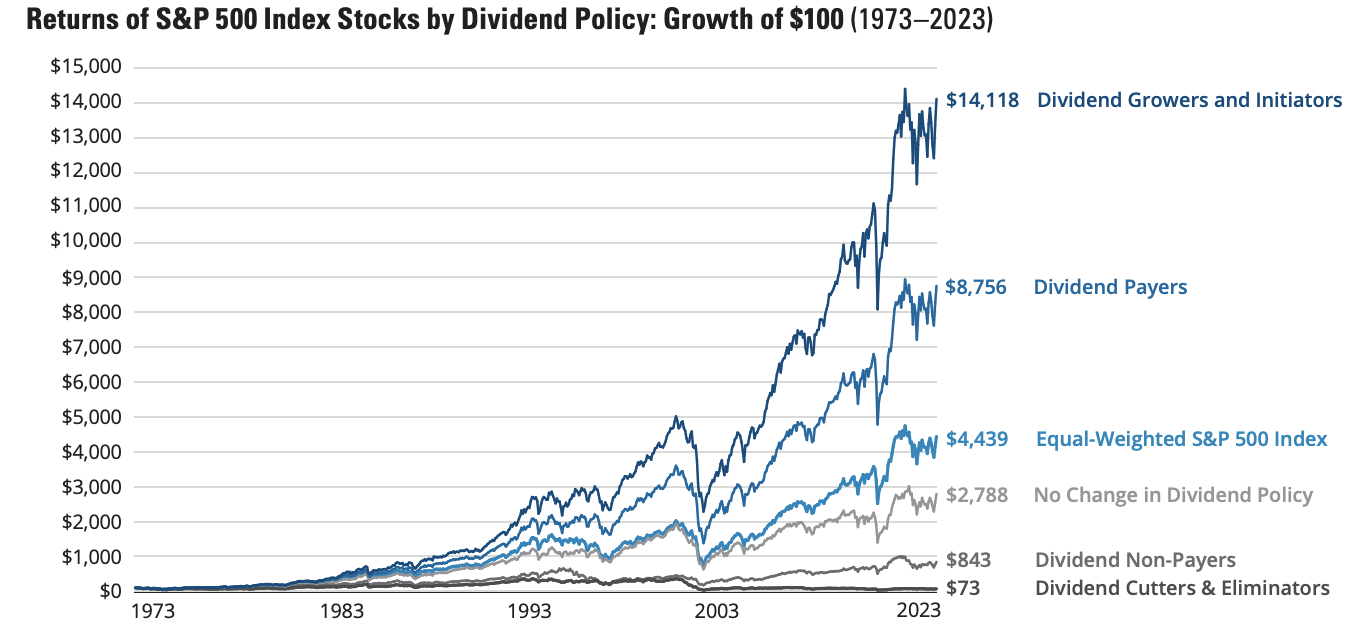 Returns of S&P 500 Index Stocks by Dividend Policy: Growth of $100 (1973–2023)
$15,000
$14,000
$13,000
$12,000
$11,000
$10,000
$9,000
$8,000
$7,000
$6,000
$5,000
$4,000
$3,000
$2,000
$1,000
$0
$14,118 Dividend Growers and Initiators
$8,756 Dividend Payers
$4,439 Equal-Weighted S&P 500 Index
$2,788 No Change in Dividend Policy
$843 Dividend Non-Payers
$73 Dividend Cutters & Eliminators
1973 1983 1993 2003 2023